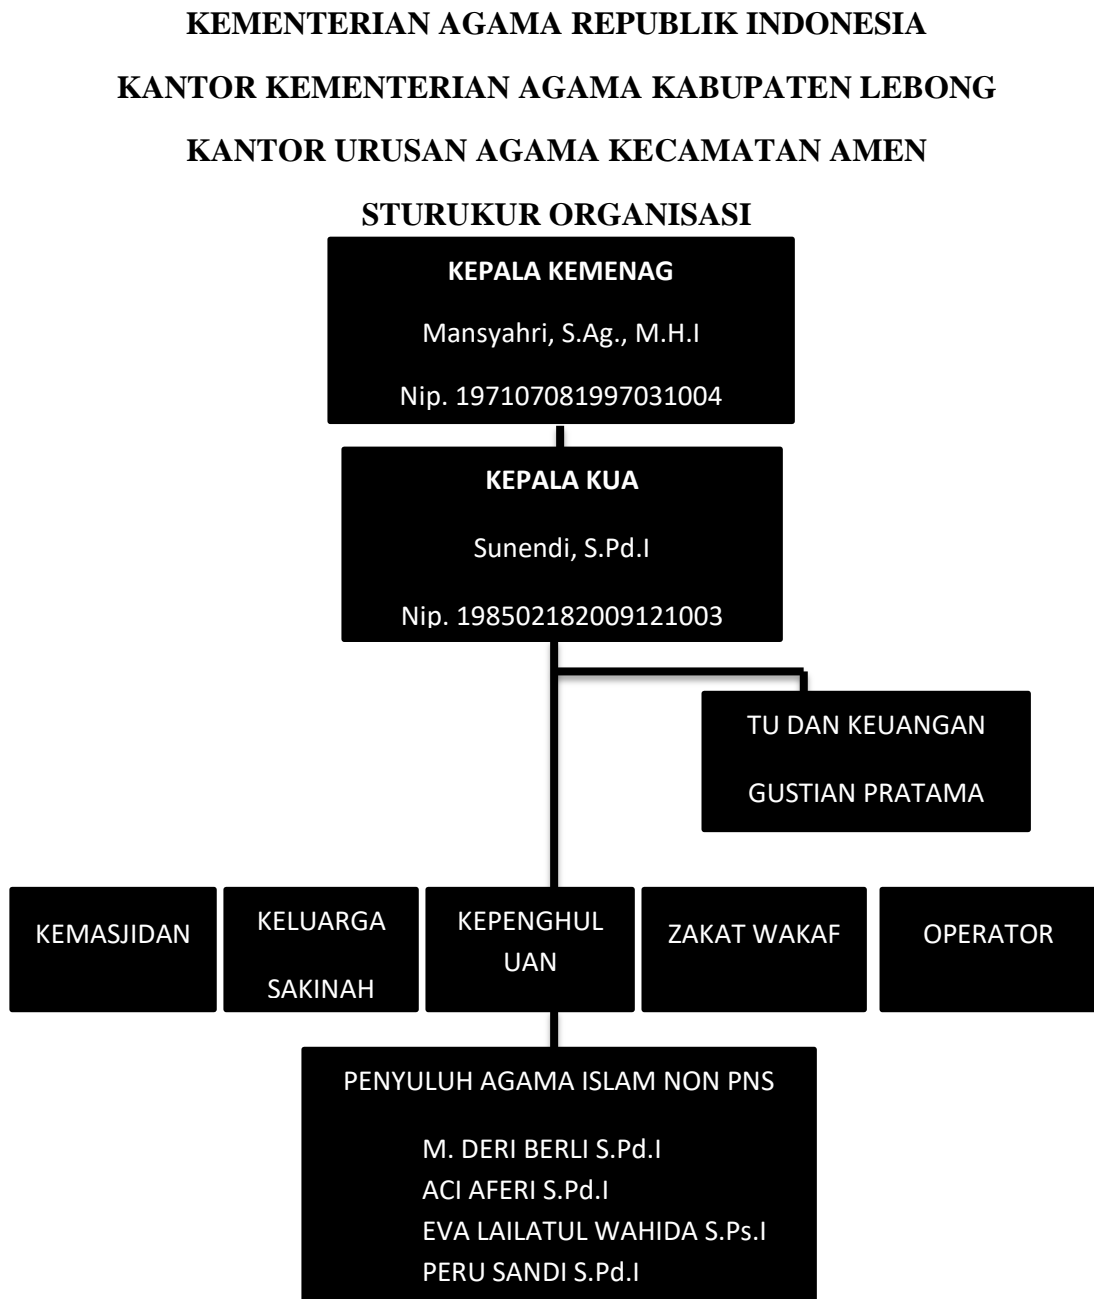 KEMENTERIAN AGAMA REPUBLIK INDONESIA
KANTOR KEMENTERIAN AGAMA KABUPATEN LEBONG
KANTOR URUSAN AGAMA KECAMATAN AMEN
STURUKUR ORGANISASI
KEPALA KEMENAG
Mansyahri, S.Ag., M.H.I
Nip. 197107081997031004
KEPALA KUA
Sunendi, S.Pd.I
Nip. 198502182009121003
TU DAN KEUANGAN
GUSTIAN PRATAMA
KEMASJIDAN
KELUARGA
SAKINAH
KEPENGHUL
UAN
ZAKAT WAKAF
OPERATOR
PENYULUH AGAMA ISLAM NON PNS
M. DERI BERLI S.Pd.I
ACI AFERI S.Pd.I
EVA LAILATUL WAHIDA S.Ps.I
PERU SANDI S.Pd.I